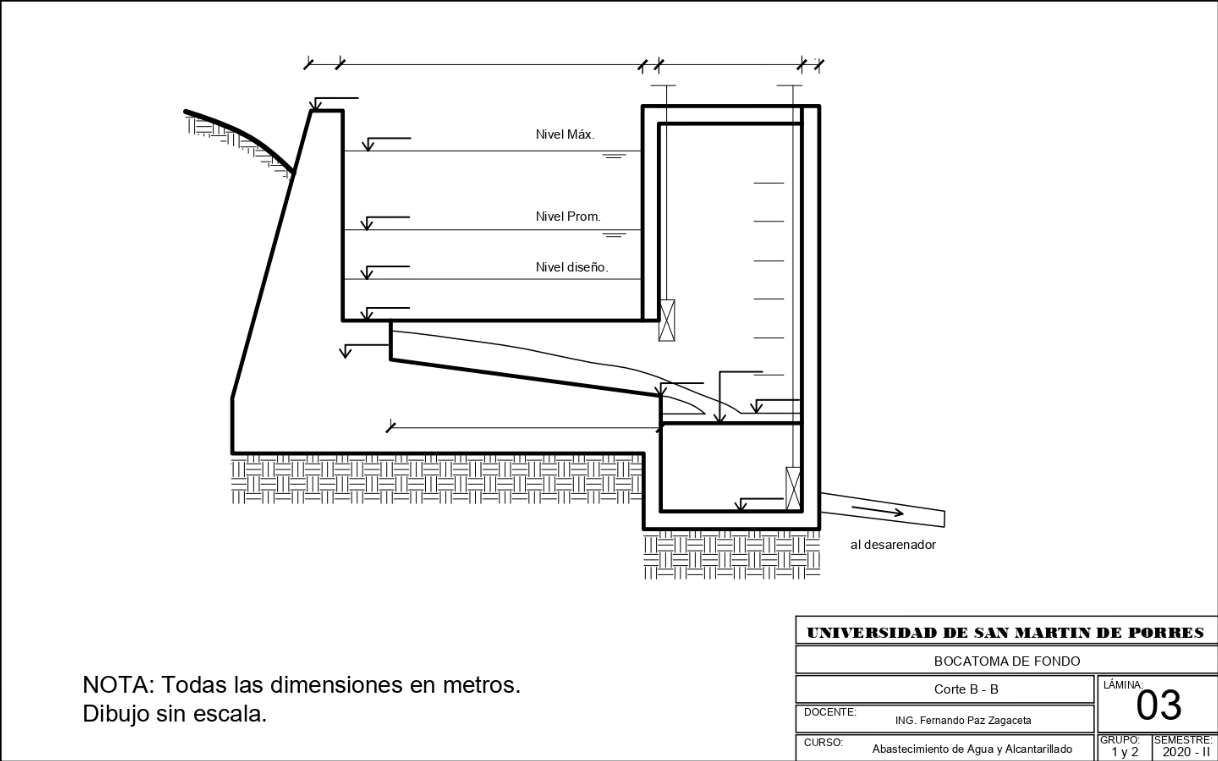 Nivel Máx.
Nivel Prom.
Nivel diseño.
al desarenador
NOTA: Todas las dimensiones en metros.
Dibujo sin escala.
UNIVERSIDAD DE SAN MARTIN DE PORRES
BOCATOMA DE FONDO
Corte B - B
LÁMINA:
03
DOCENTE:
ING. Fernando Paz Zagaceta
CURSO:
Abastecimiento de Agua y Alcantarillado
GRUPO:
1 y 2
SEMESTRE:
2020 - II